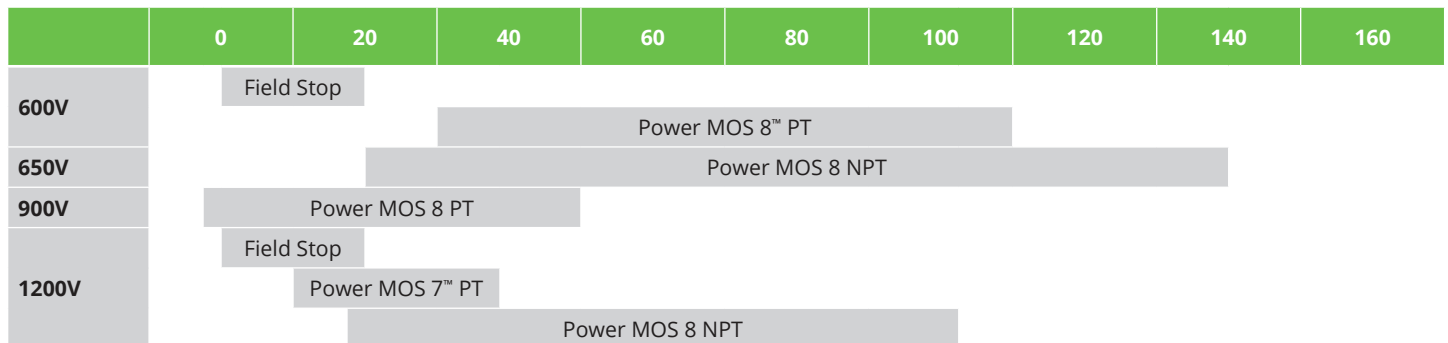 0 20 40 60 80 100 120 140 160
600V
Field Stop
Power MOS 8™ PT
650V
Power MOS 8 NPT
900V
Power MOS 8 PT
1200V
Field Stop
Power MOS 7™ PT
Power MOS 8 NPT